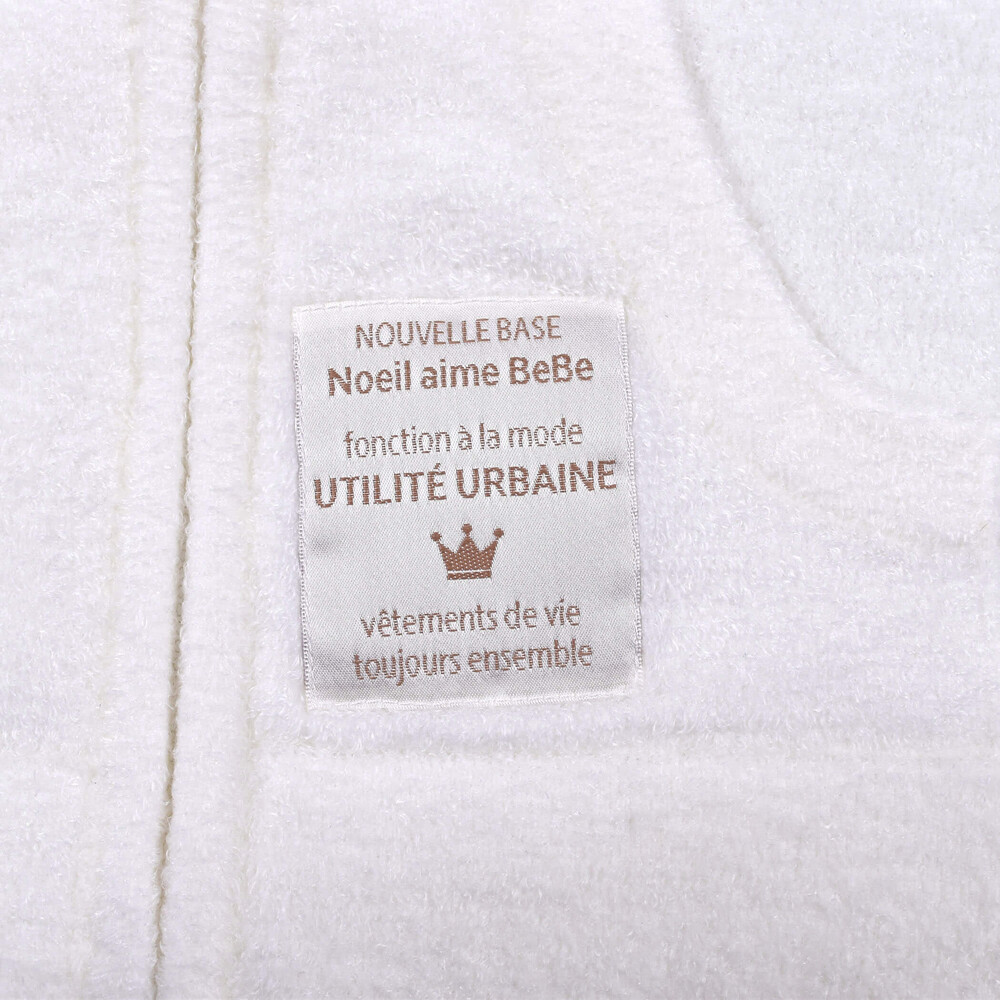 NOUVELLE BASE
Noeil aime BeBe
fonction à la mode
UTILITÉ URBAINE
vêtements de vie
toujours ensemble